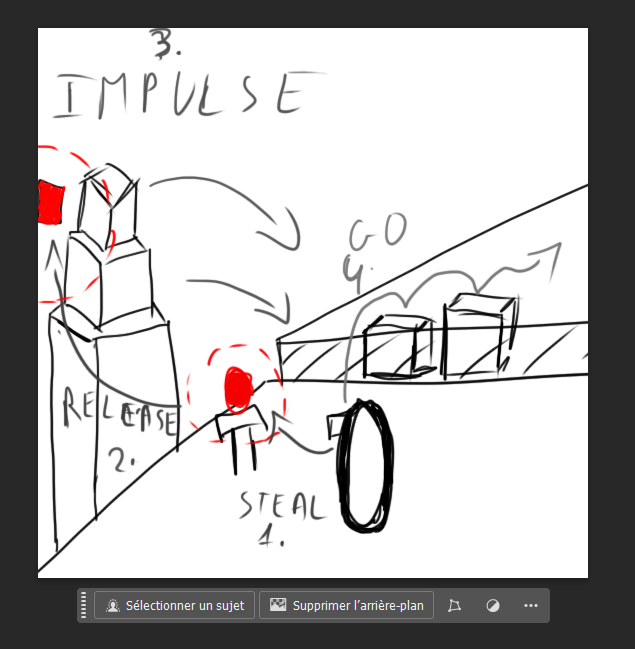 3.
IMPULSE
GO
4.
RELEASE
2.
STEAL
1.
Sélectionner un sujet
Supprimer l'arrière-plan